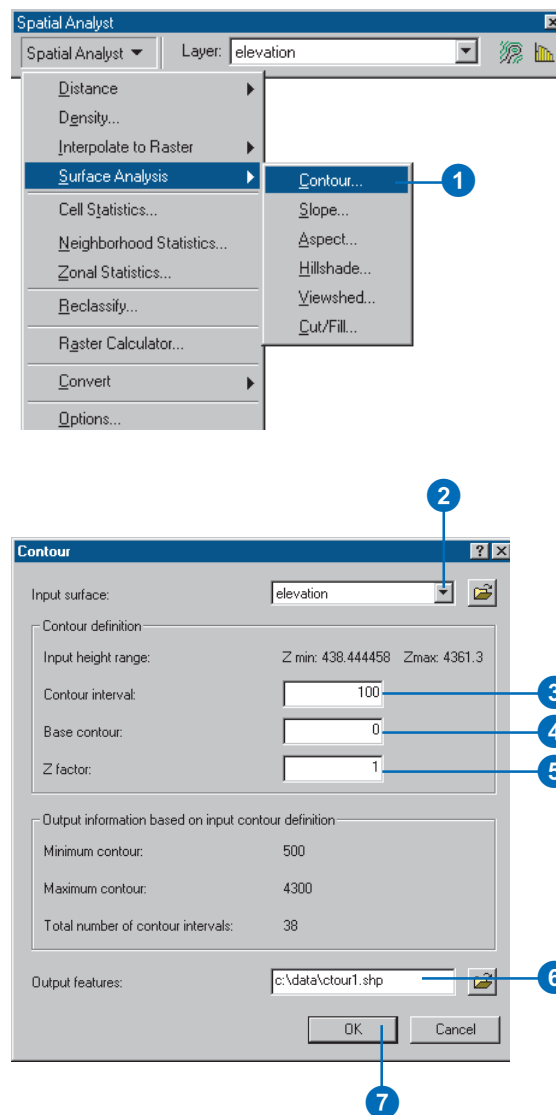 Spatial Analyst
Spatial Analyst Layer: elevation
Distance
Density...
Interpolate to Raster
Surface Analysis
Contour... 1
Cell Statistics...
Slope...
Neighborhood Statistics...
Aspect...
Zonal Statistics...
Hillshade...
Reclassify...
Viewshed...
Raster Calculator...
Cut/Fill...
Convert
Options...
2
Contour ?
Input surface: elevation
Contour definition
Input height range: Z min: 438.444458 Zmax: 4361.3
Contour interval: 100 3
Base contour: 0 4
Z factor: 1 5
Output information based on input contour definition
Minimum contour: 500
Maximum contour: 4300
Total number of contour intervals: 38
Output features: c:\data\ctour1.shp 6
OK Cancel
7